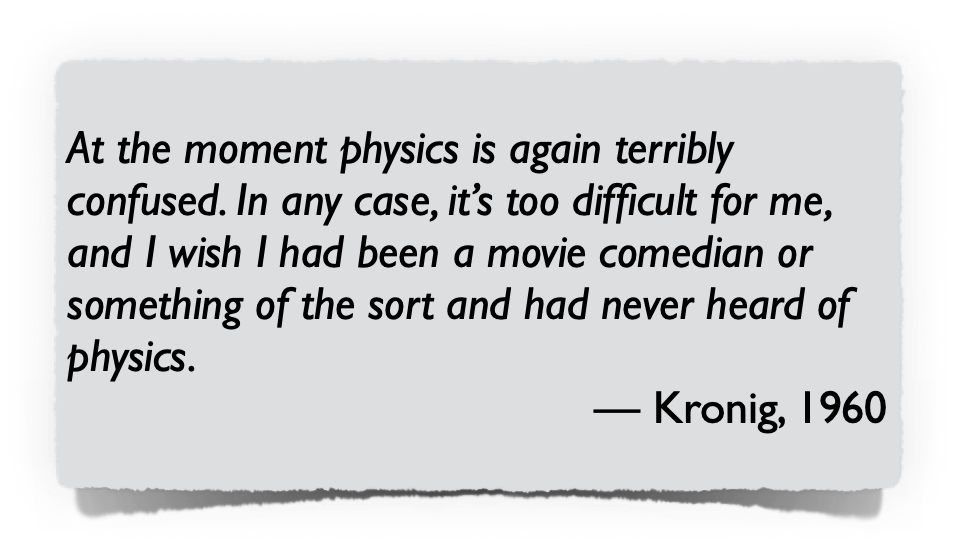 At the moment physics is again terribly
confused. In any case, it’s too difficult for me,
and I wish I had been a movie comedian or
something of the sort and had never heard of
physics.
— Kronig, 1960